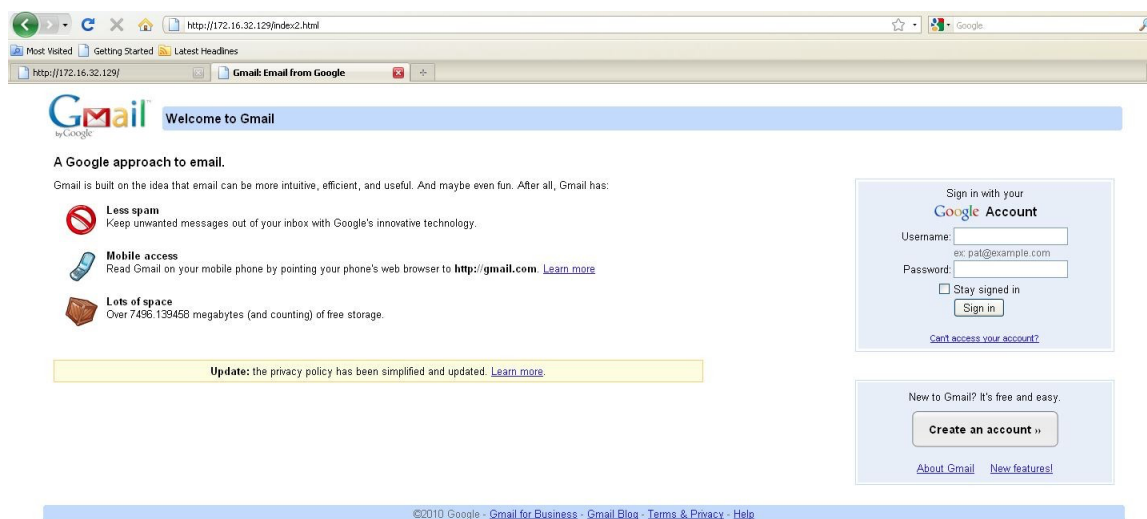 http://172.16.32.129/index2.html
Google
Most Visited Getting Started Latest Headlines
http://172.16.32.129/ Gmail: Email from Google
Gmail
by Google
Welcome to Gmail
A Google approach to email.
Gmail is built on the idea that email can be more intuitive, efficient, and useful. And maybe even fun. After all, Gmail has:
Less spam
Keep unwanted messages out of your inbox with Google's innovative technology.
Mobile access
Read Gmail on your mobile phone by pointing your phone's web browser to http://gmail.com. Learn more
Lots of space
Over 7496.139458 megabytes (and counting) of free storage.
Update: the privacy policy has been simplified and updated. Learn more.
Sign in with your
Google Account
Username:
ex: pat@example.com
Password:
Stay signed in
Sign in
Can't access your account?
New to Gmail? It's free and easy.
Create an account »
About Gmail New features!
©2010 Google - Gmail for Business - Gmail Blog - Terms & Privacy - Help